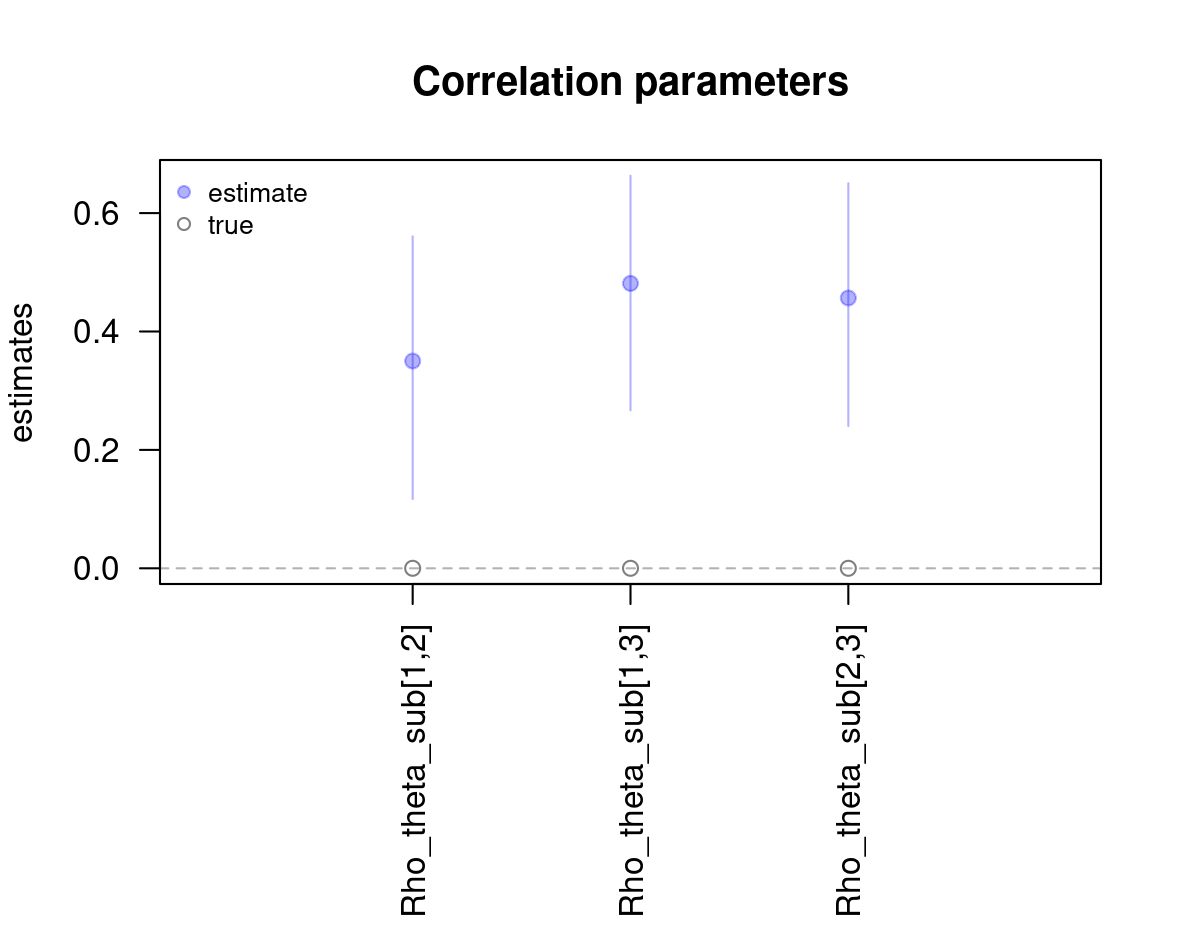 Correlation parameters
estimate
true
estimates
0.6
0.4
0.2
0.0
Rho_theta_sub[1,2]
Rho_theta_sub[1,3]
Rho_theta_sub[2,3]